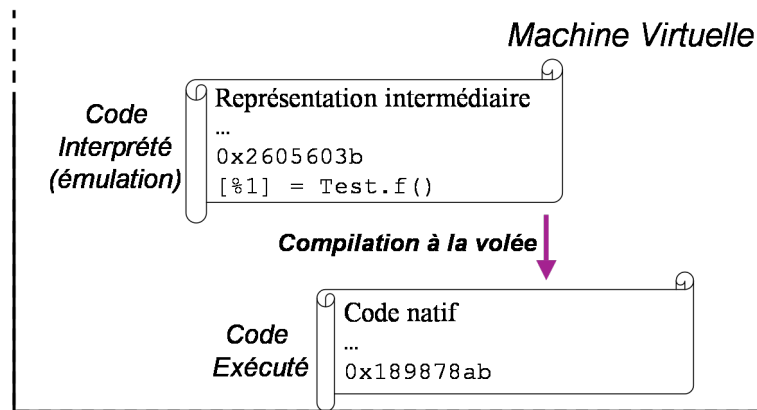 Machine Virtuelle
Code
Interprété
(émulation)
Représentation intermédiaire
…
0x2605603b
[%1] = Test.f()
Compilation à la volée
Code
Exécuté
Code natif
…
0x189878ab